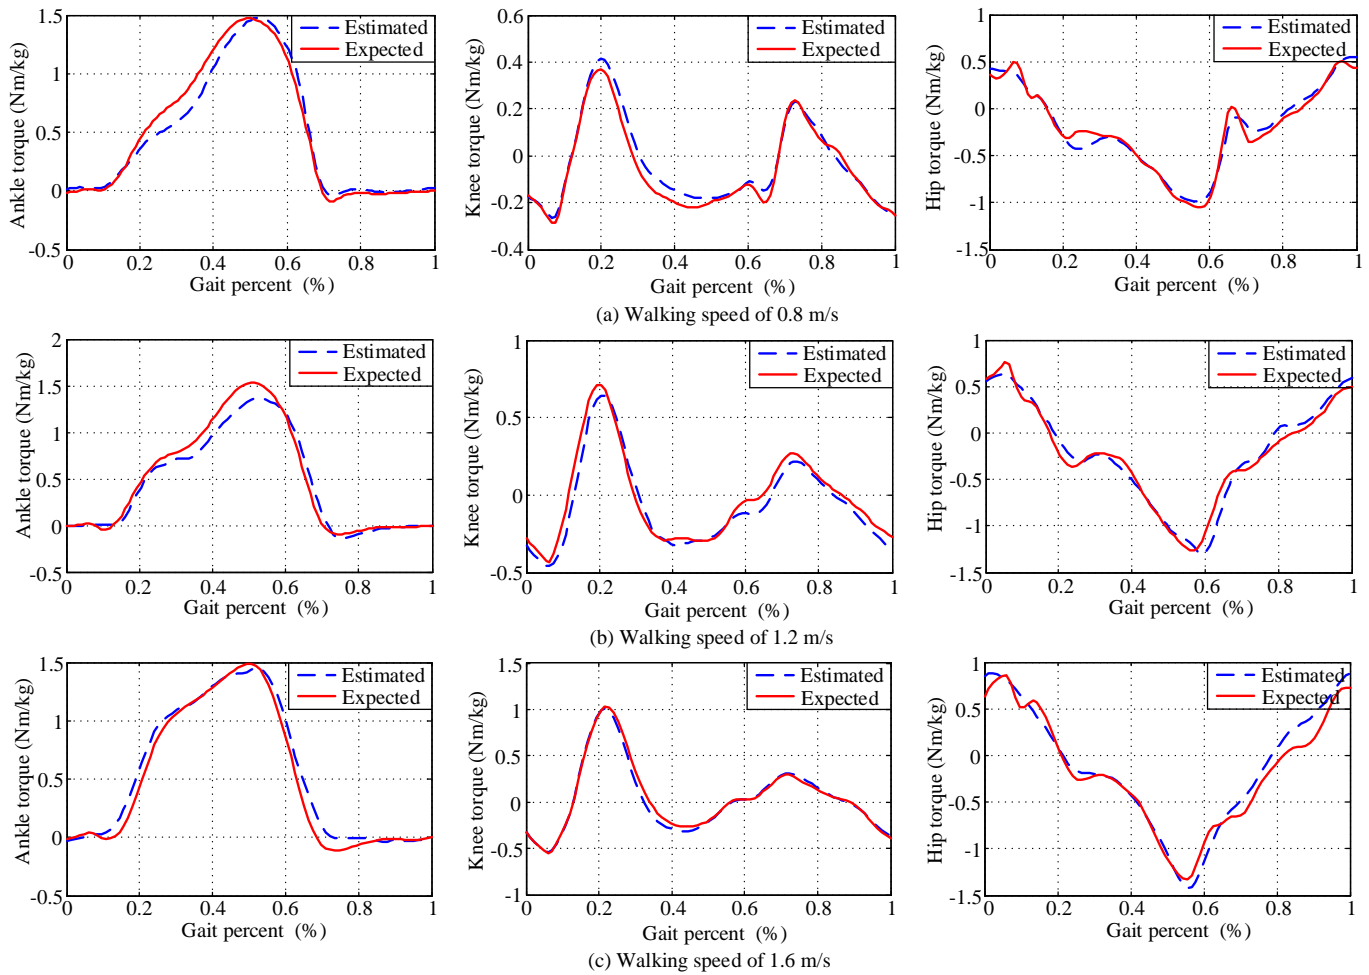 1.5
1
0.5
0
-0.5
Ankle torque (Nm/kg)
Estimated
Expected
0 0.2 0.4 0.6 0.8 1
Gait percent (%)
0.6
0.4
0.2
0
-0.2
0.4
Knee torque (Nm/kg)
Estimated
Expected
0 0.2 0.4 0.6 0.8 1
Gait percent (%)
1
0.5
0
-0.5
-1
-1.5
Hip torque (Nm/kg)
Estimated
Expected
0 0.2 0.4 0.6 0.8 1
Gait percent (%)
(a) Walking speed of 0.8 m/s
2
1.5
1
0.5
0
-0.5
Ankle torque (Nm/kg)
Estimated
Expected
0 0.2 0.4 0.6 0.8 1
Gait percent (%)
1
0.5
0
-0.5
Knee torque (Nm/kg)
Estimated
Expected
0 0.2 0.4 0.6 0.8 1
Gait percent (%)
1
0.5
0
-0.5
-1
-1.5
Hip torque (Nm/kg)
Estimated
Expected
0 0.2 0.4 0.6 0.8 1
Gait percent (%)
(b) Walking speed of 1.2 m/s
1.5
1
0.5
0
-0.5
Ankle torque (Nm/kg)
Estimated
Expected
0 0.2 0.4 0.6 0.8 1
Gait percent (%)
1.5
1
0.5
0
-0.5
-1
Knee torque (Nm/kg)
Estimated
Expected
0 0.2 0.4 0.6 0.8 1
Gait percent (%)
1
0.5
0
-0.5
-1
-1.5
Hip torque (Nm/kg)
Estimated
Expected
0 0.2 0.4 0.6 0.8 1
Gait percent (%)
(c) Walking speed of 1.6 m/s